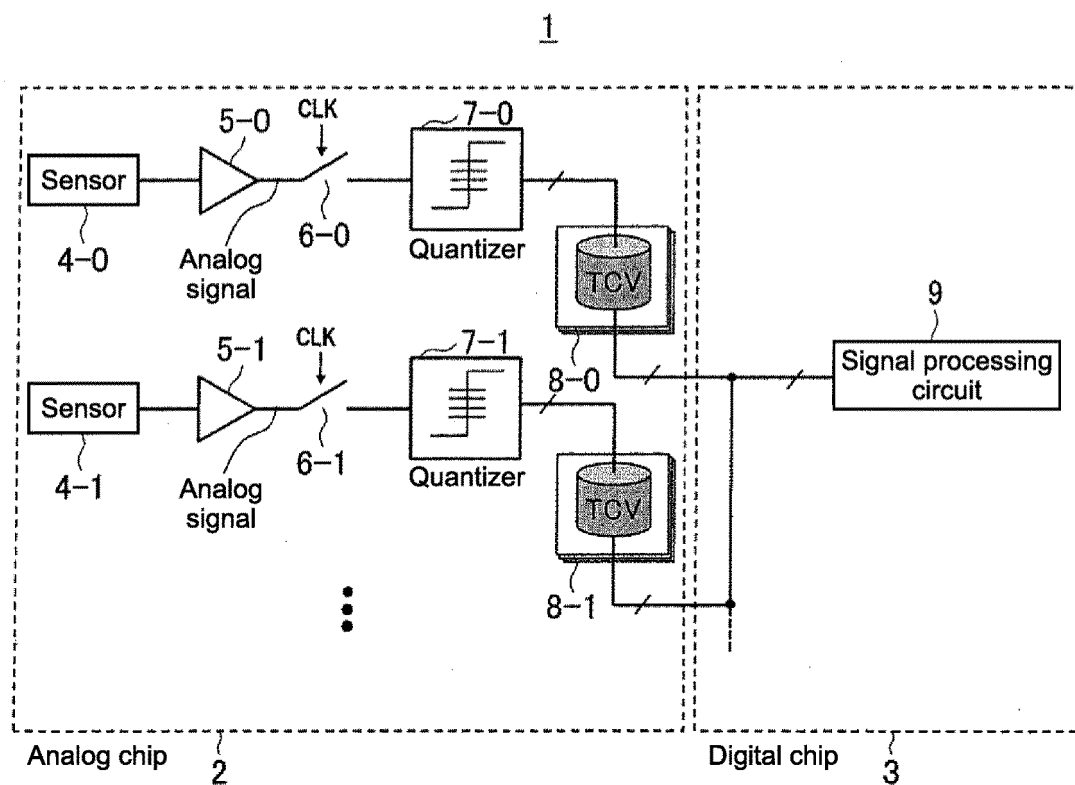 1
CLK
7-0
5-0
Sensor
4-0
Analog
signal
6-0
Quantizer
TCV
8-0
CLK
7-1
5-1
Sensor
4-1
Analog
signal
6-1
Quantizer
TCV
8-1
9
Signal processing
circuit
Analog chip
2
Digital chip
3